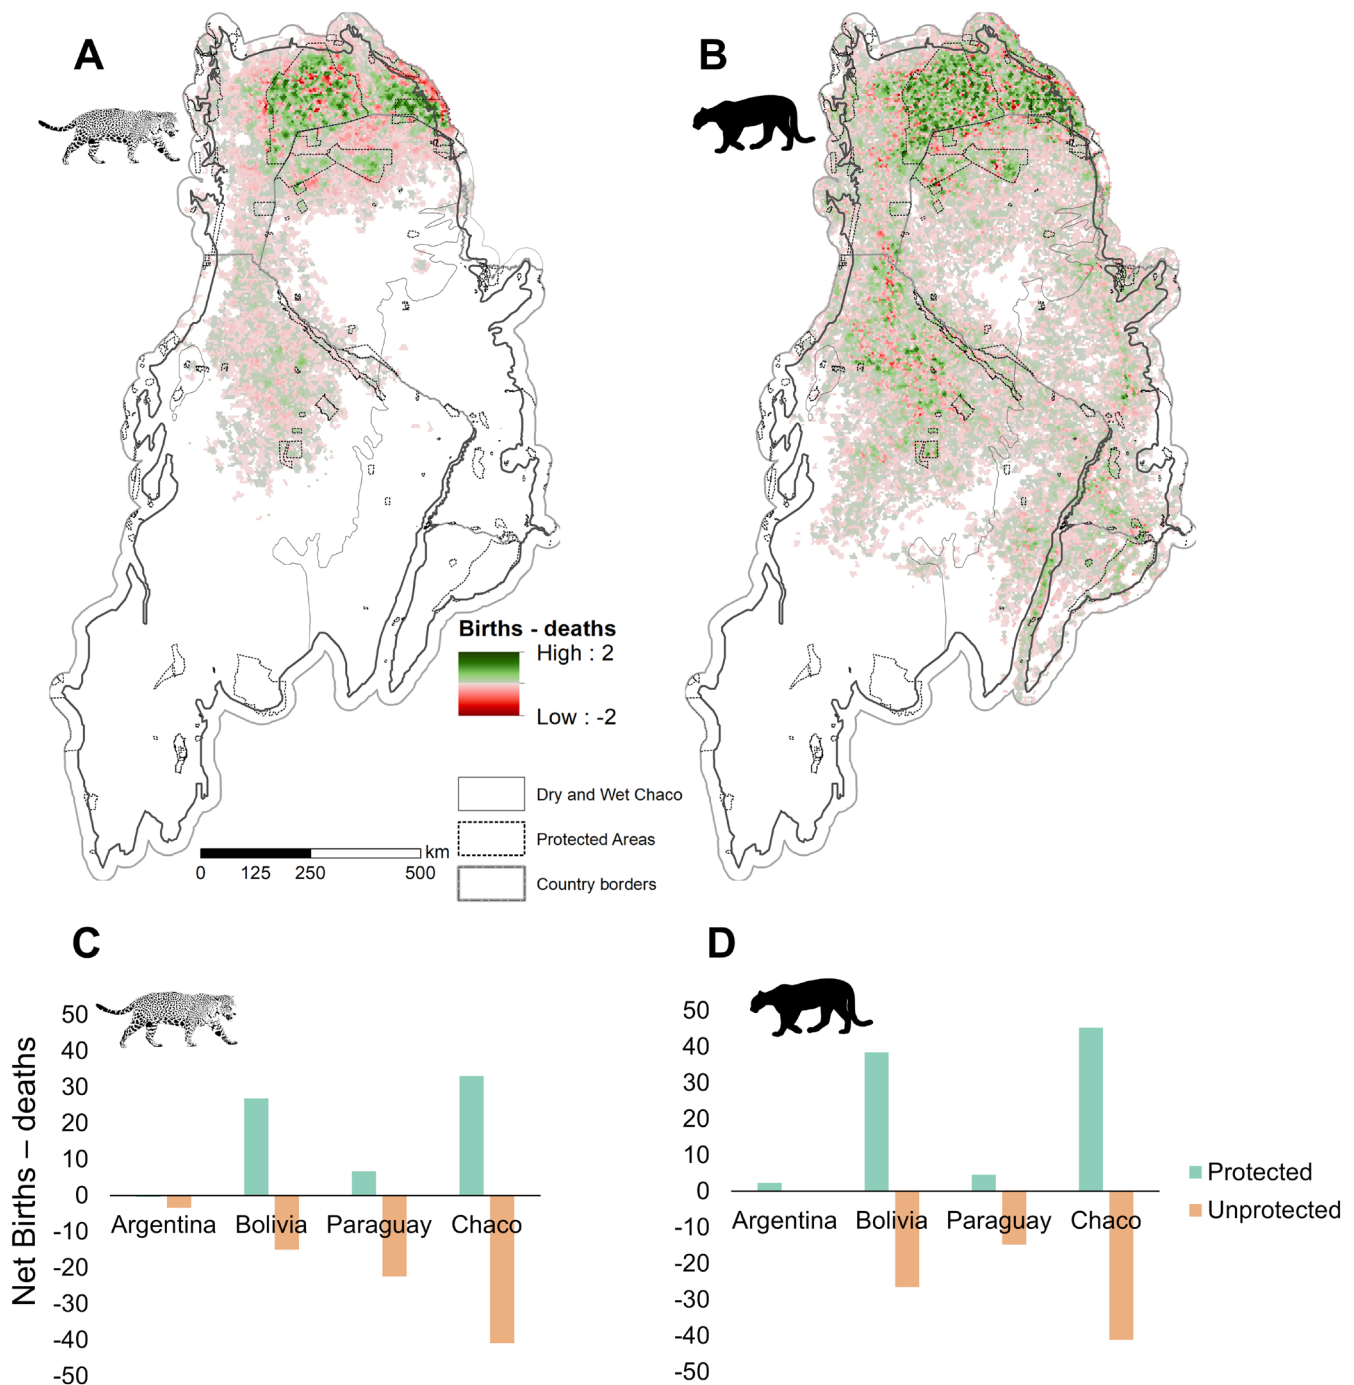 A
B
Births - deaths
High : 2
Low : -2
Dry and Wet Chaco
Protected Areas
Country borders
km
0 125 250 500
C
D
Net Births – deaths
50
40
30
20
10
0
-10
-20
-30
-40
-50
Argentina Bolivia Paraguay Chaco
50
40
30
20
10
0
-10
-20
-30
-40
-50
Argentina Bolivia Paraguay Chaco
Protected
Unprotected